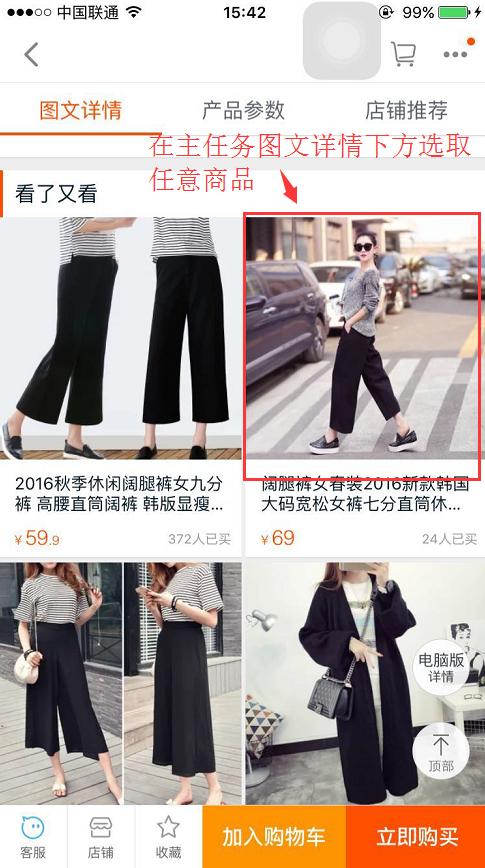 中国联通
15:42
99%
图文详情
产品参数
店铺推荐
在主任务图文详情下方选取
任意商品
看了又看
2016秋季休闲阔腿裤女九分
裤 高腰直筒阔裤 韩版显瘦...
¥59.9
372人已买
阔腿裤女春装2016新款韩国
大码宽松女裤七分直筒休...
¥69
24人已买
电脑版
详情
顶部
客服
店铺
收藏
加入购物车
立即购买